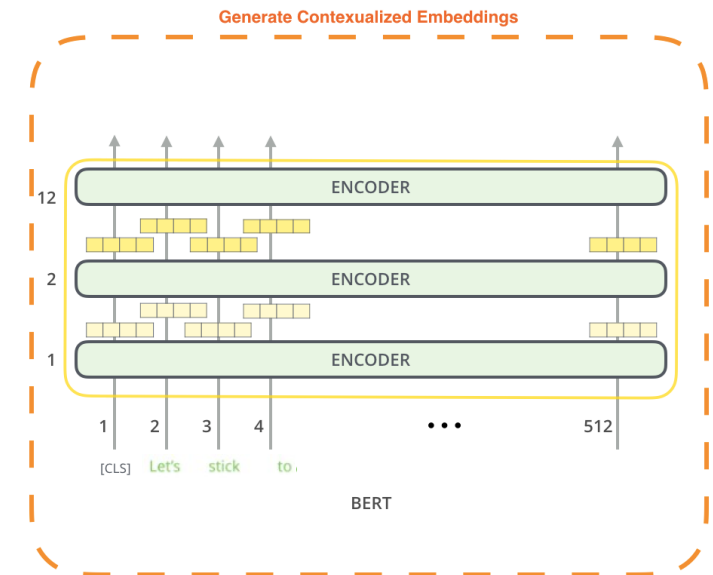 Generate Contexualized Embeddings
ENCODER
12
2 ENCODER
1 ENCODER
1 2 3 4 ••• 512
[CLS] Let's stick to
BERT